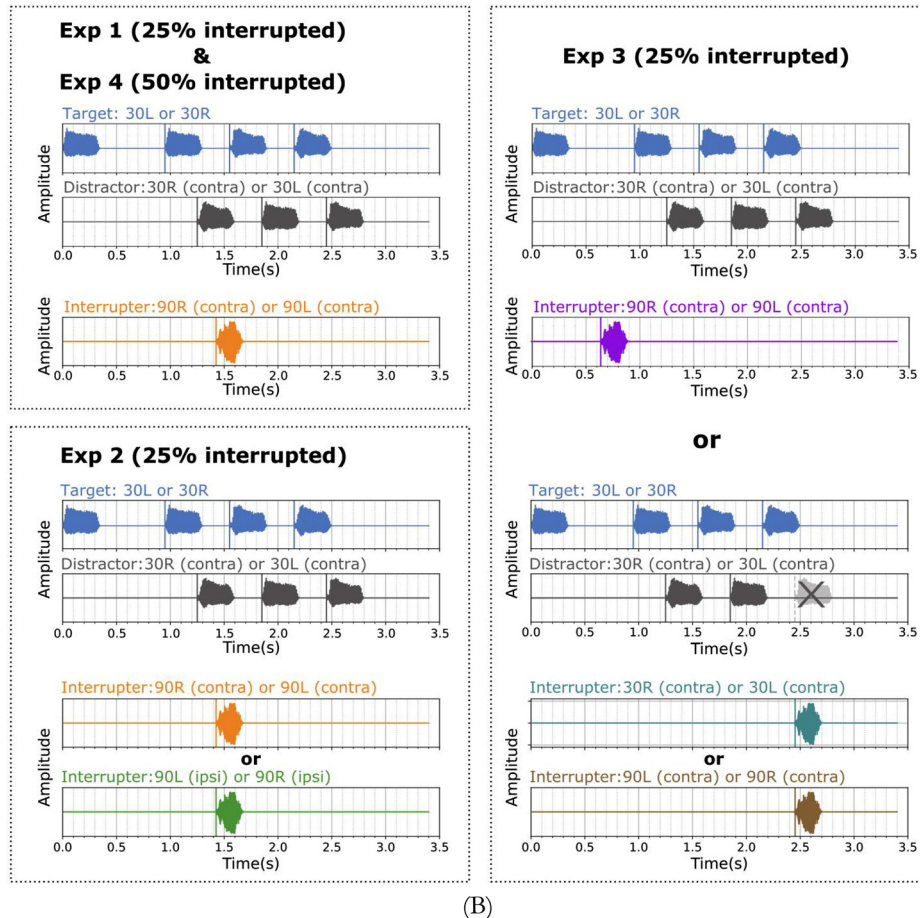 Exp 1 (25% interrupted)
&
Exp 4 (50% interrupted)
Target: 30L or 30R
Amplitude
Distractor:30R (contra) or 30L (contra)
0.0 0.5 1.0 1.5 2.0 2.5 3.0 3.5
Time(s)
Interrupter:90R (contra) or 90L (contra)
Amplitude
0.0 0.5 1.0 1.5 2.0 2.5 3.0 3.5
Time(s)
Exp 2 (25% interrupted)
Target: 30L or 30R
Amplitude
Distractor:30R (contra) or 30L (contra)
0.0 0.5 1.0 1.5 2.0 2.5 3.0 3.5
Time(s)
Interrupter:90R (contra) or 90L (contra)
or
Amplitude
Interrupter:90L (ipsi) or 90R (ipsi)
0.0 0.5 1.0 1.5 2.0 2.5 3.0 3.5
Time(s)
Exp 3 (25% interrupted)
Target: 30L or 30R
Amplitude
Distractor:30R (contra) or 30L (contra)
0.0 0.5 1.0 1.5 2.0 2.5 3.0 3.5
Time(s)
Interrupter:90R (contra) or 90L (contra)
Amplitude
0.0 0.5 1.0 1.5 2.0 2.5 3.0 3.5
Time(s)
or
Target: 30L or 30R
Amplitude
Distractor:30R (contra) or 30L (contra)
0.0 0.5 1.0 1.5 2.0 2.5 3.0 3.5
Time(s)
Interrupter:30R (contra) or 30L (contra)
or
Amplitude
Interrupter:90L (contra) or 90R (contra)
0.0 0.5 1.0 1.5 2.0 2.5 3.0 3.5
Time(s)
(B)